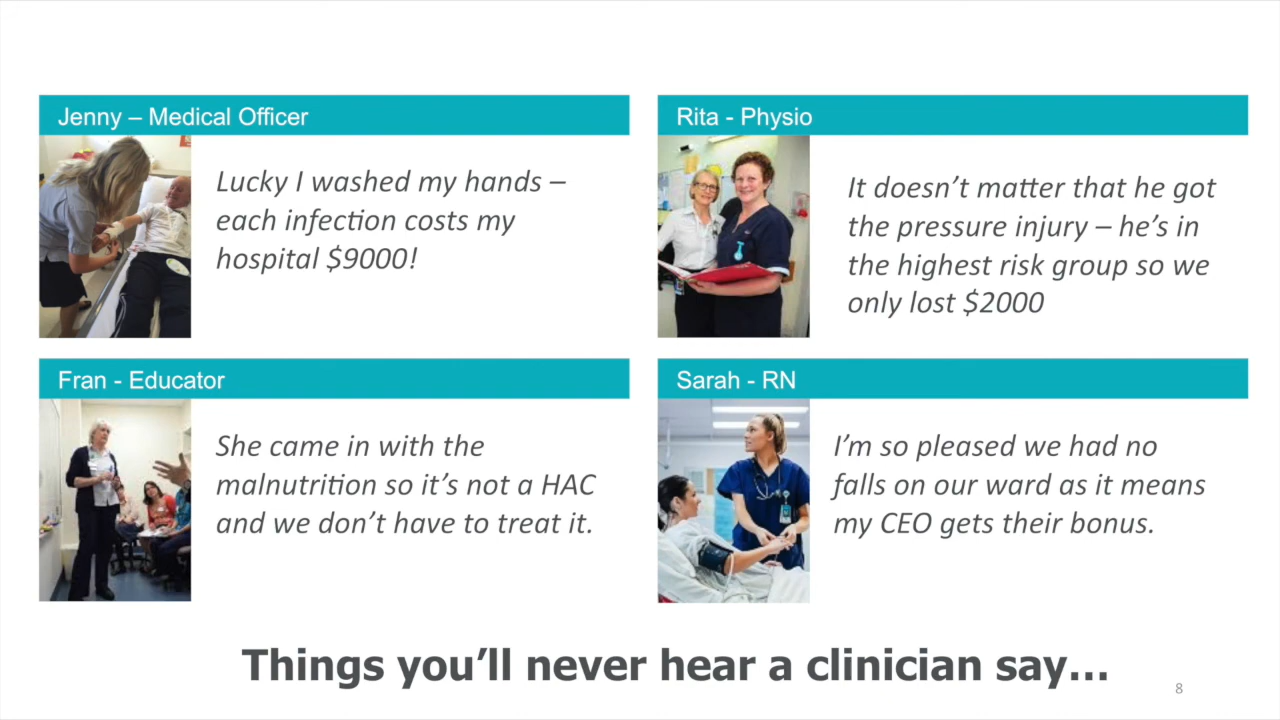 Jenny – Medical Officer
Lucky I washed my hands –
each infection costs my
hospital $9000!
Rita - Physio
It doesn’t matter that he got
the pressure injury – he’s in
the highest risk group so we
only lost $2000
Fran - Educator
She came in with the
malnutrition so it’s not a HAC
and we don’t have to treat it.
Sarah - RN
I’m so pleased we had no
falls on our ward as it means
my CEO gets their bonus.
Things you’ll never hear a clinician say…
8